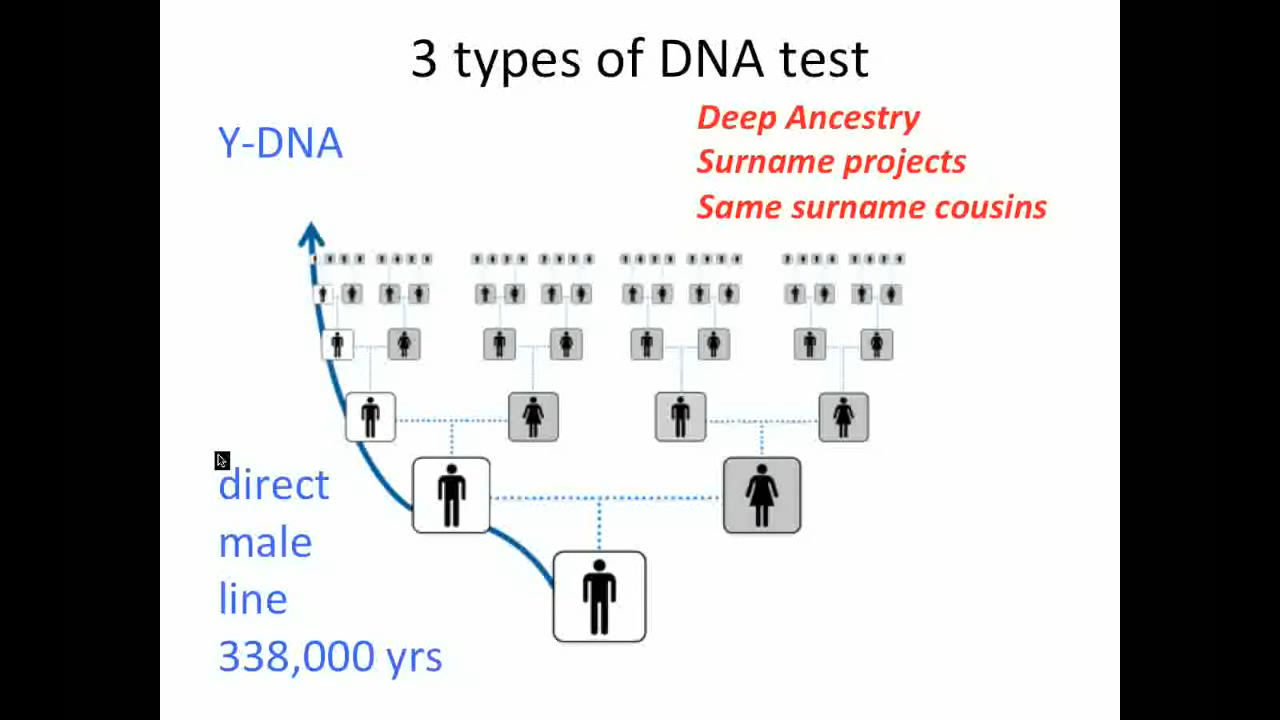 3 types of DNA test
Y-DNA
Deep Ancestry
Surname projects
Same surname cousins
direct
male
line
338,000 yrs